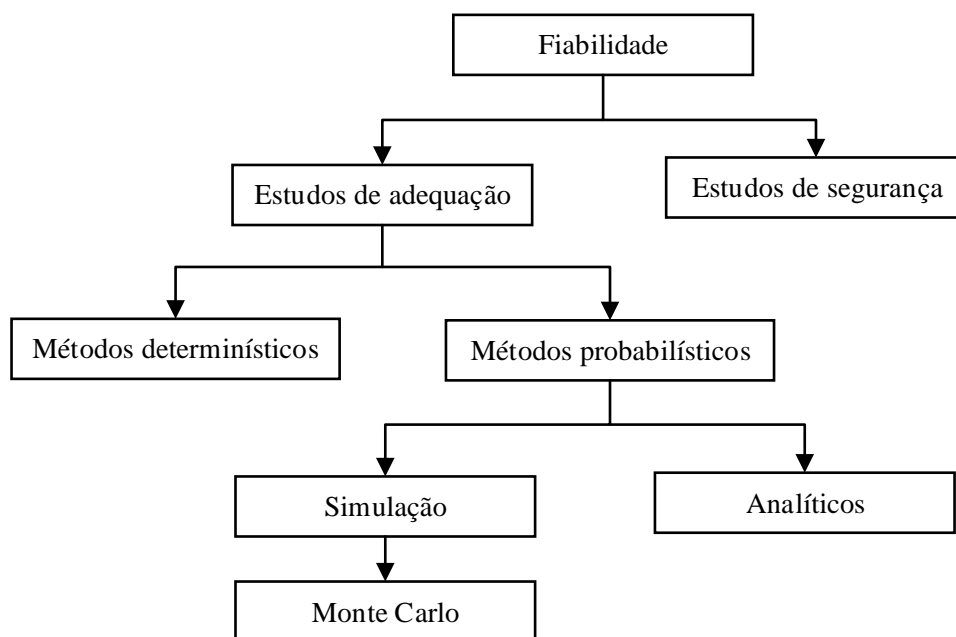 Fiabilidade
Estudos de adequação
Estudos de segurança
Métodos determinísticos
Métodos probabilísticos
Simulação
Analíticos
Monte Carlo